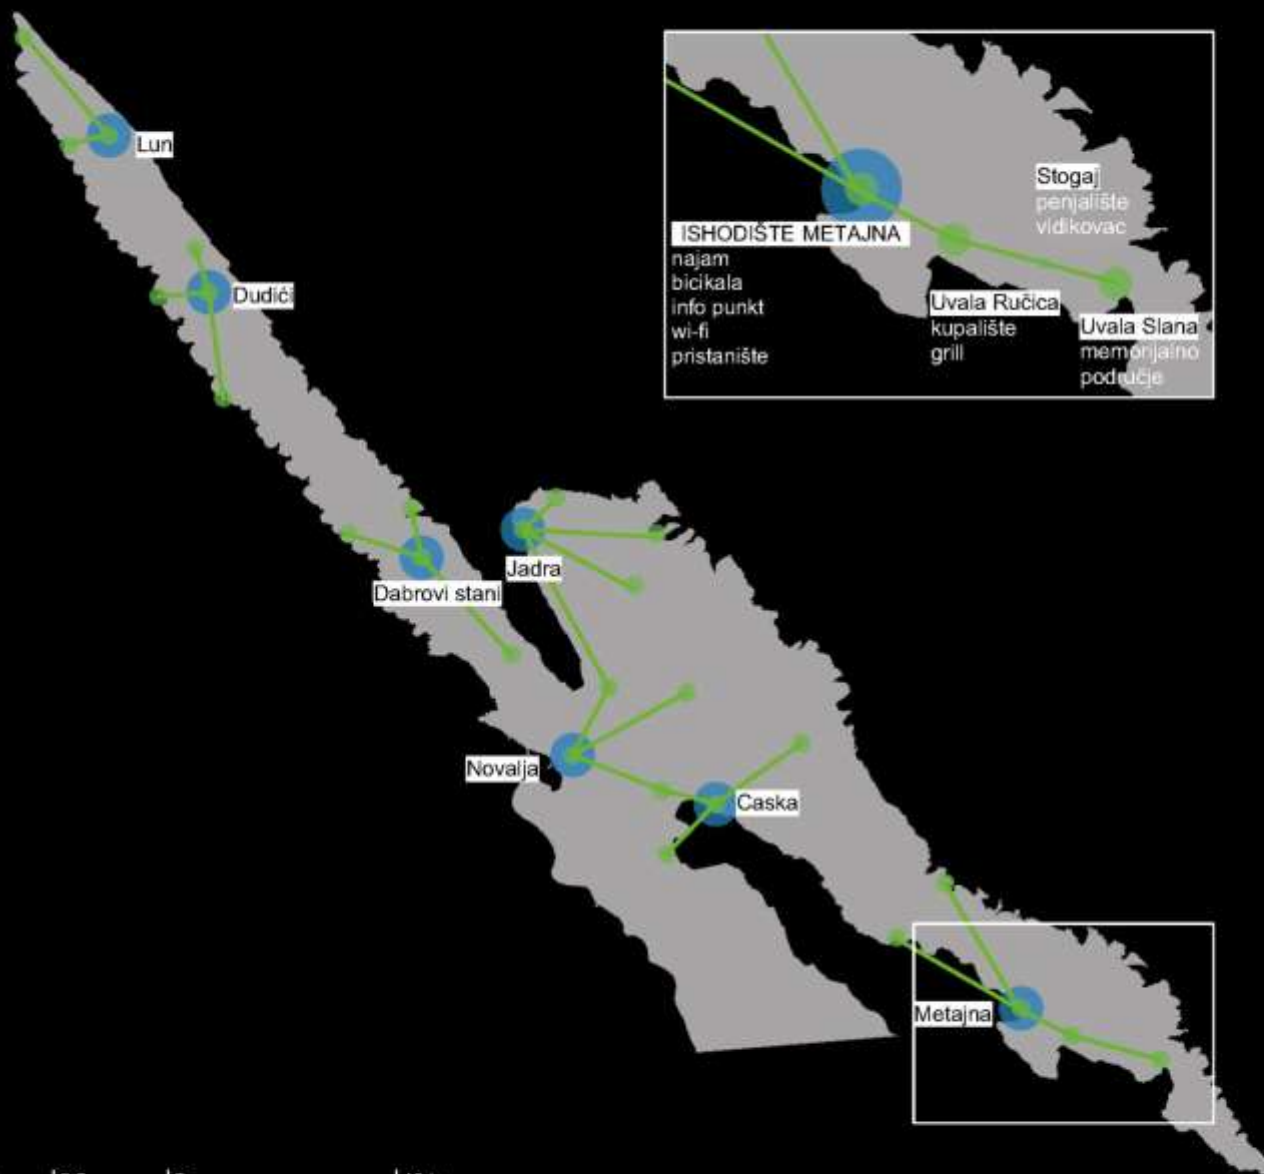 Lun
Dudići
Dabrovi stani
Jadra
Novalja
Caska
Metajna
ISHODIŠTE METAJNA
najam
bicikala
info punkt
wi-fi
pristanište
Uvala Ručica
kupalište
grill
Stogaj
penjalište
vidikovac
Uvala Slana
memorijalno
područje